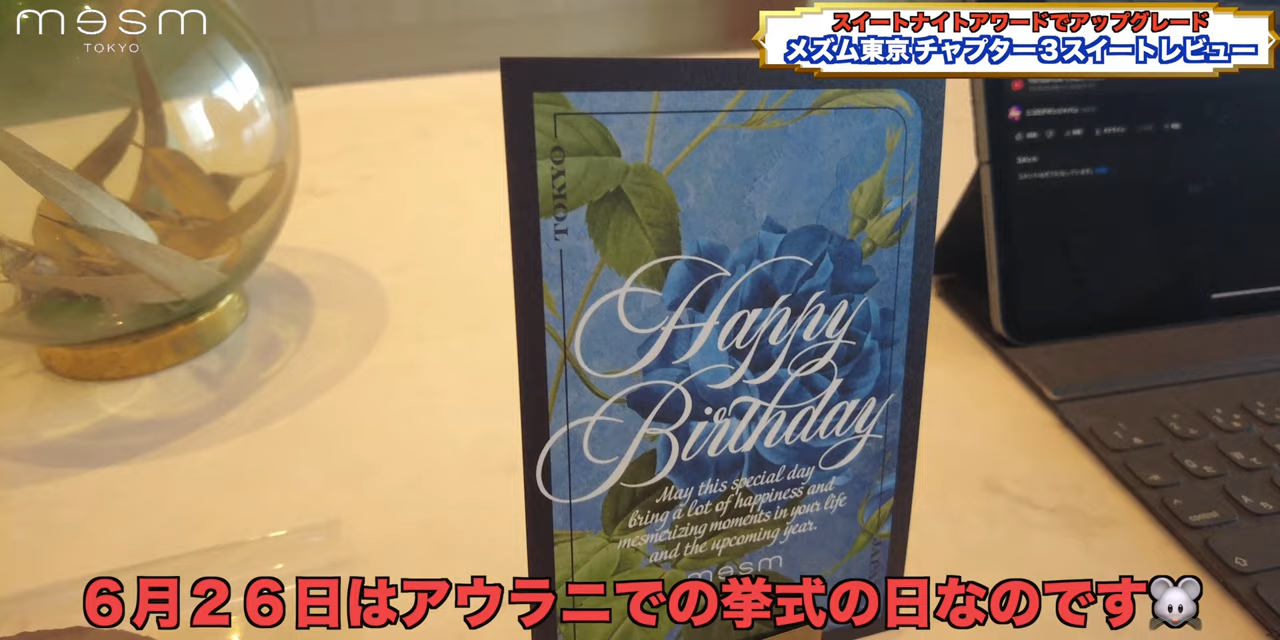 mesm
TOKYO
スイートナイトアワードでアップグレード
メズム東京 チャプター3スイートレビュー
TOKYO
Happy
Birthday
May this special day
bring a lot of happiness and
mesmerizing moments in your life
and the upcoming year.
mesm
6月26日はアウラニでの挙式の日なのです🐭